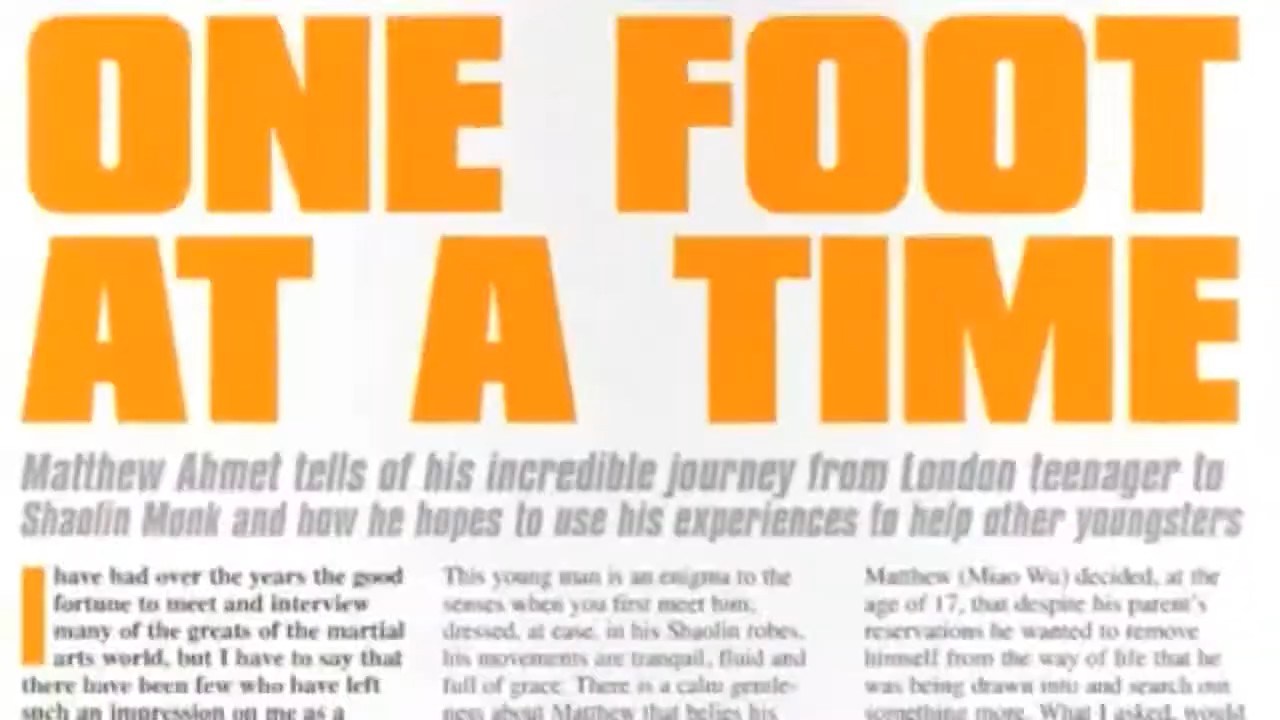 ONE FOOT
AT A TIME
Matthew Ahmet tells of his incredible journey from London teenager to
Shaolin Monk and how he hopes to use his experiences to help other youngsters
I have had over the years the good
fortune to meet and interview
many of the greats of the martial
arts world, but I have to say that
there have been few who have left
such an impression on me as a
This young man is an enigma to the
senses when you first meet him,
dressed, at ease, in his Shaolin robes,
his movements are tranquil, fluid and
full of grace. There is a calm gentle-
ness about Matthew that belies his
Matthew (Miao Wu) decided, at the
age of 17, that despite his parent's
reservations he wanted to remove
himself from the way of life that he
was being drawn into and search out
something more. What I asked, would